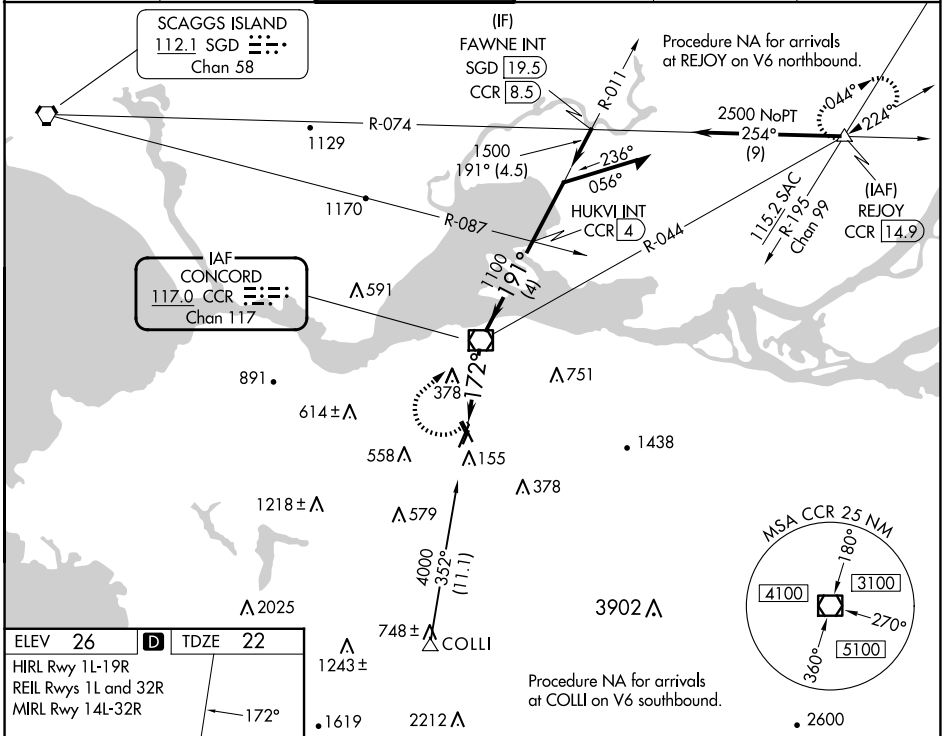 SCAGGS ISLAND
112.1 SGD
Chan 58
(IF)
FAWNE INT
SGD 19.5
CCR 8.5
R-011
Procedure NA for arrivals
at REJOY on V6 northbound.
044°
224°
R-074
1129
2500 NoPT
254°
(9)
1500
191° (4.5)
236°
056°
(IAF)
REJOY
CCR 14.9
115.2 SAC
R-195
Chan 99
1170
R-087
HUKVI INT
CCR 4
R-044
IAF
CONCORD
117.0 CCR
Chan 117
591
1100
191°
(4)
172°
891
378
751
614±
558
155
1438
1218±
579
378
4000
352°
(11.1)
MSA CCR 25 NM
180°
4100
3100
270°
5100
360°
2025
3902
748±
COLLI
1243±
ELEV 26
D
TDZE 22
HIRL Rwy 1L-19R
REIL Rwys 1L and 32R
MIRL Rwy 14L-32R
172°
Procedure NA for arrivals
at COLLI on V6 southbound.
1619
2212
2600